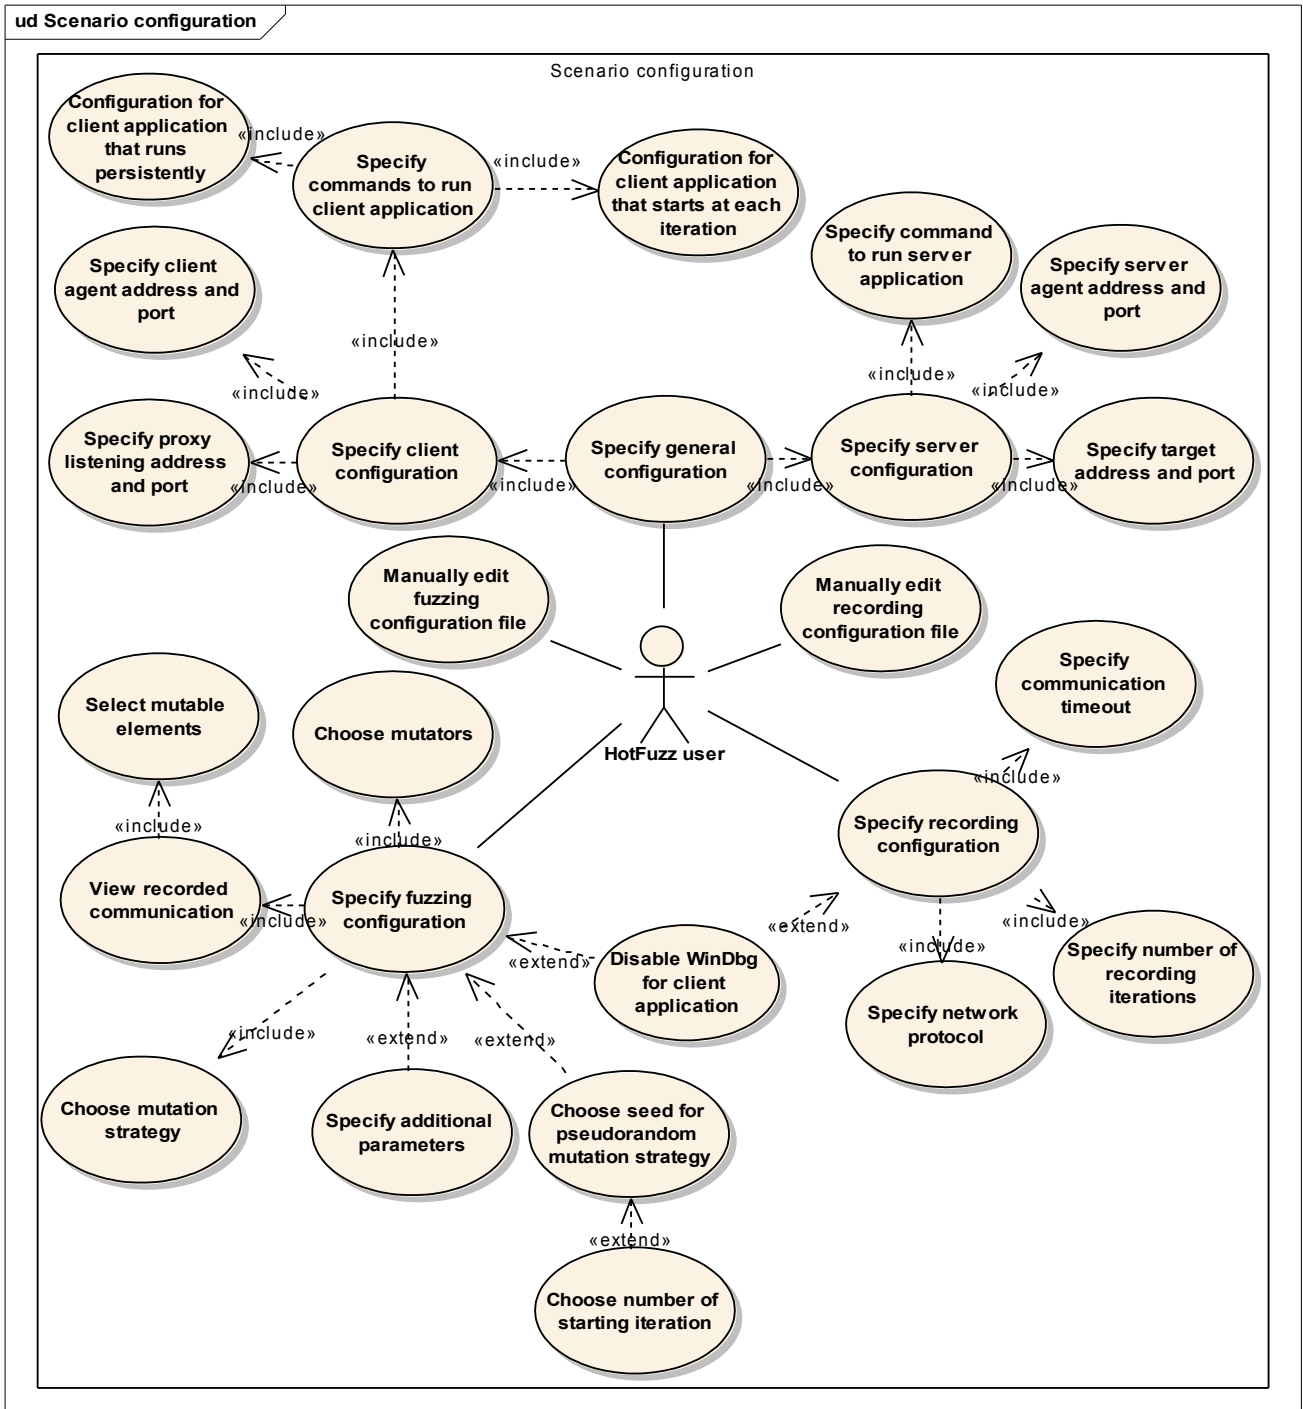 ud Scenario configuration
Scenario configuration
Configuration for
client application
that runs
persistently
«include»
Specify
commands to run
client application
«include»
Configuration for
client application
that starts at each
iteration
Specify command
to run server
application
Specify server
agent address and
port
Specify client
agent address and
port
«include»
«include»
«include»
«include»
Specify proxy
listening address
and port
«include»
Specify client
configuration
«include»
Specify general
configuration
«include»
Specify server
configuration
«include»
Specify target
address and port
Manually edit
fuzzing
configuration file
Manually edit
recording
configuration file
HotFuzz user
Specify
communication
timeout
«include»
Select mutable
elements
Choose mutators
«include»
«include»
View recorded
communication
«include»
Specify fuzzing
configuration
Specify recording
configuration
«extend»
«include»
«include»
«extend»
Disable WinDbg
for client
application
Specify number of
recording
iterations
Specify network
protocol
«include»
«extend»
«extend»
Choose mutation
strategy
Specify additional
parameters
Choose seed for
pseudorandom
mutation strategy
«extend»
Choose number of
starting iteration